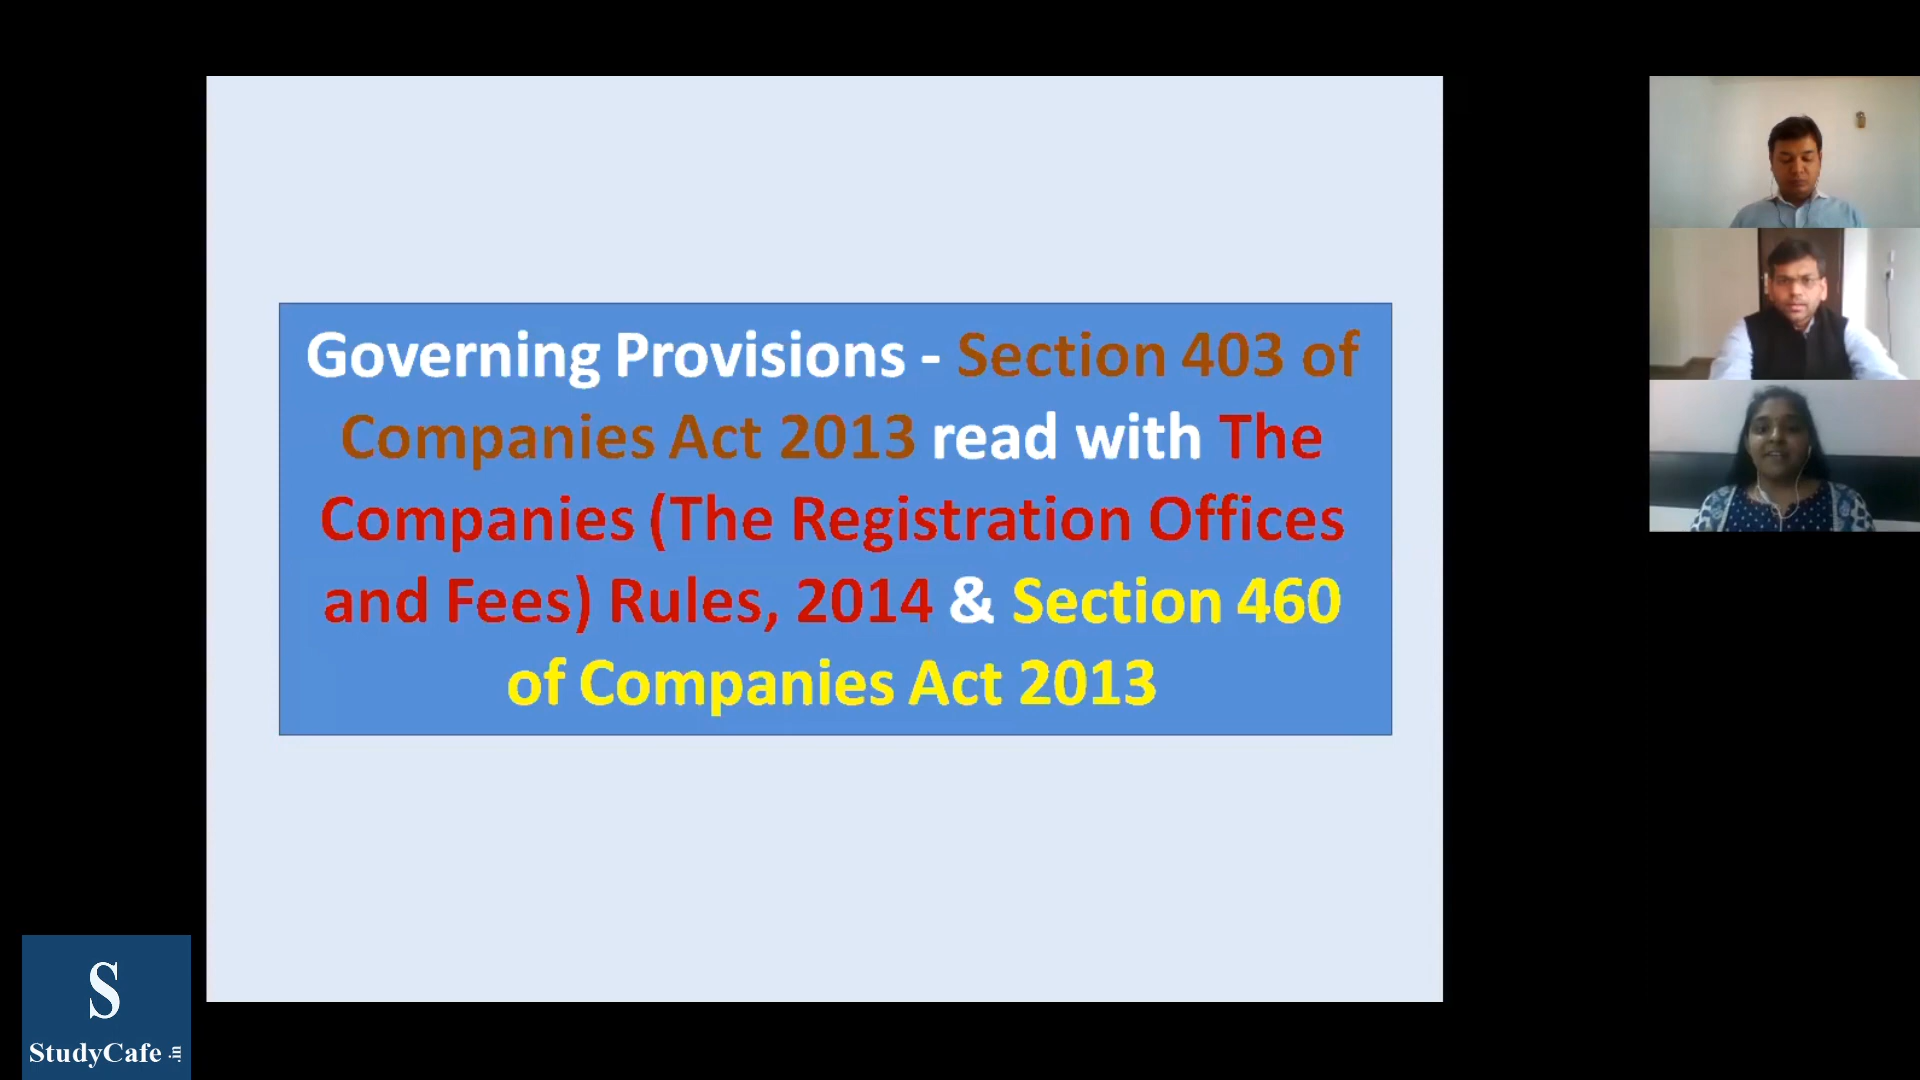 Governing Provisions - Section 403 of
Companies Act 2013 read with The
Companies (The Registration Offices
and Fees) Rules, 2014 & Section 460
of Companies Act 2013
S
StudyCafe .in